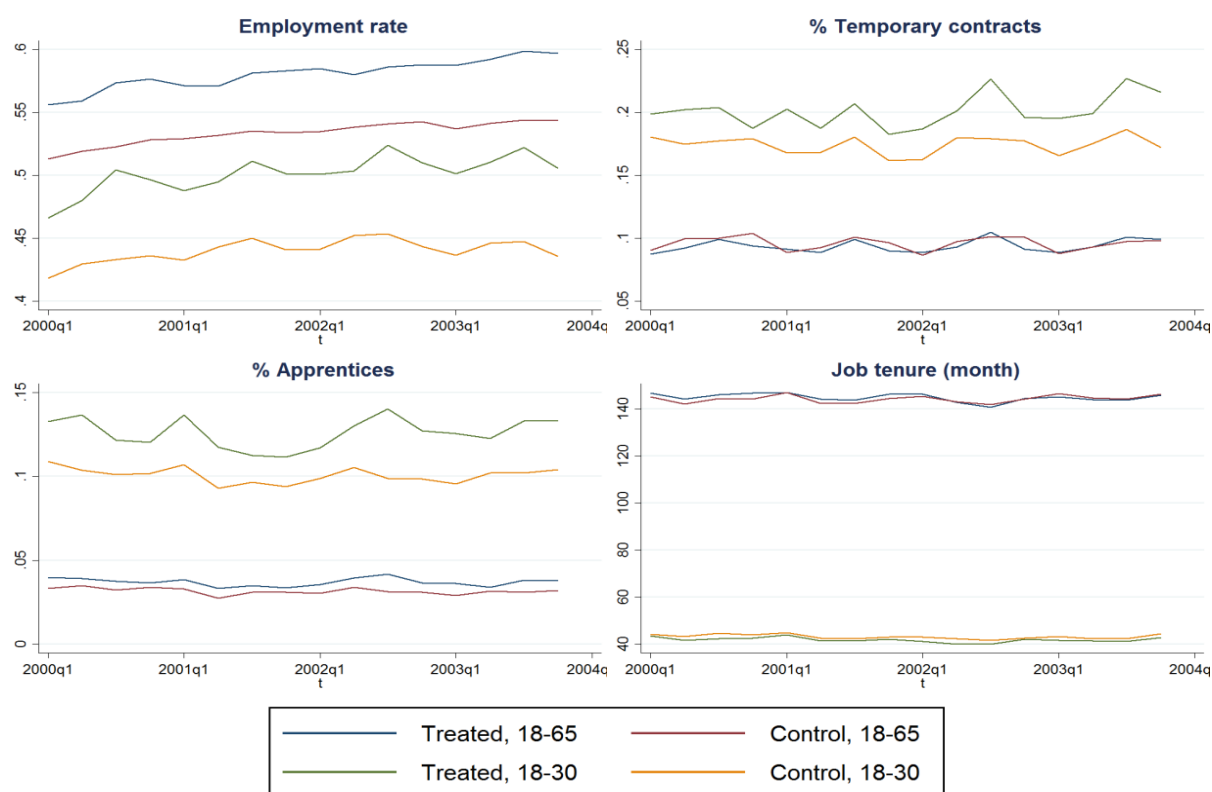 Employment rate
.6
.55
.5
.45
.4
2000q1 2001q1 2002q1 2003q1 2004q
t
% Temporary contracts
.25
.2
.15
.1
.05
2000q1 2001q1 2002q1 2003q1 2004q
t
% Apprentices
.15
.1
.05
0
2000q1 2001q1 2002q1 2003q1 2004q
t
Job tenure (month)
140
120
100
80
60
40
2000q1 2001q1 2002q1 2003q1 2004q
t
Treated, 18-65 Control, 18-65
Treated, 18-30 Control, 18-30